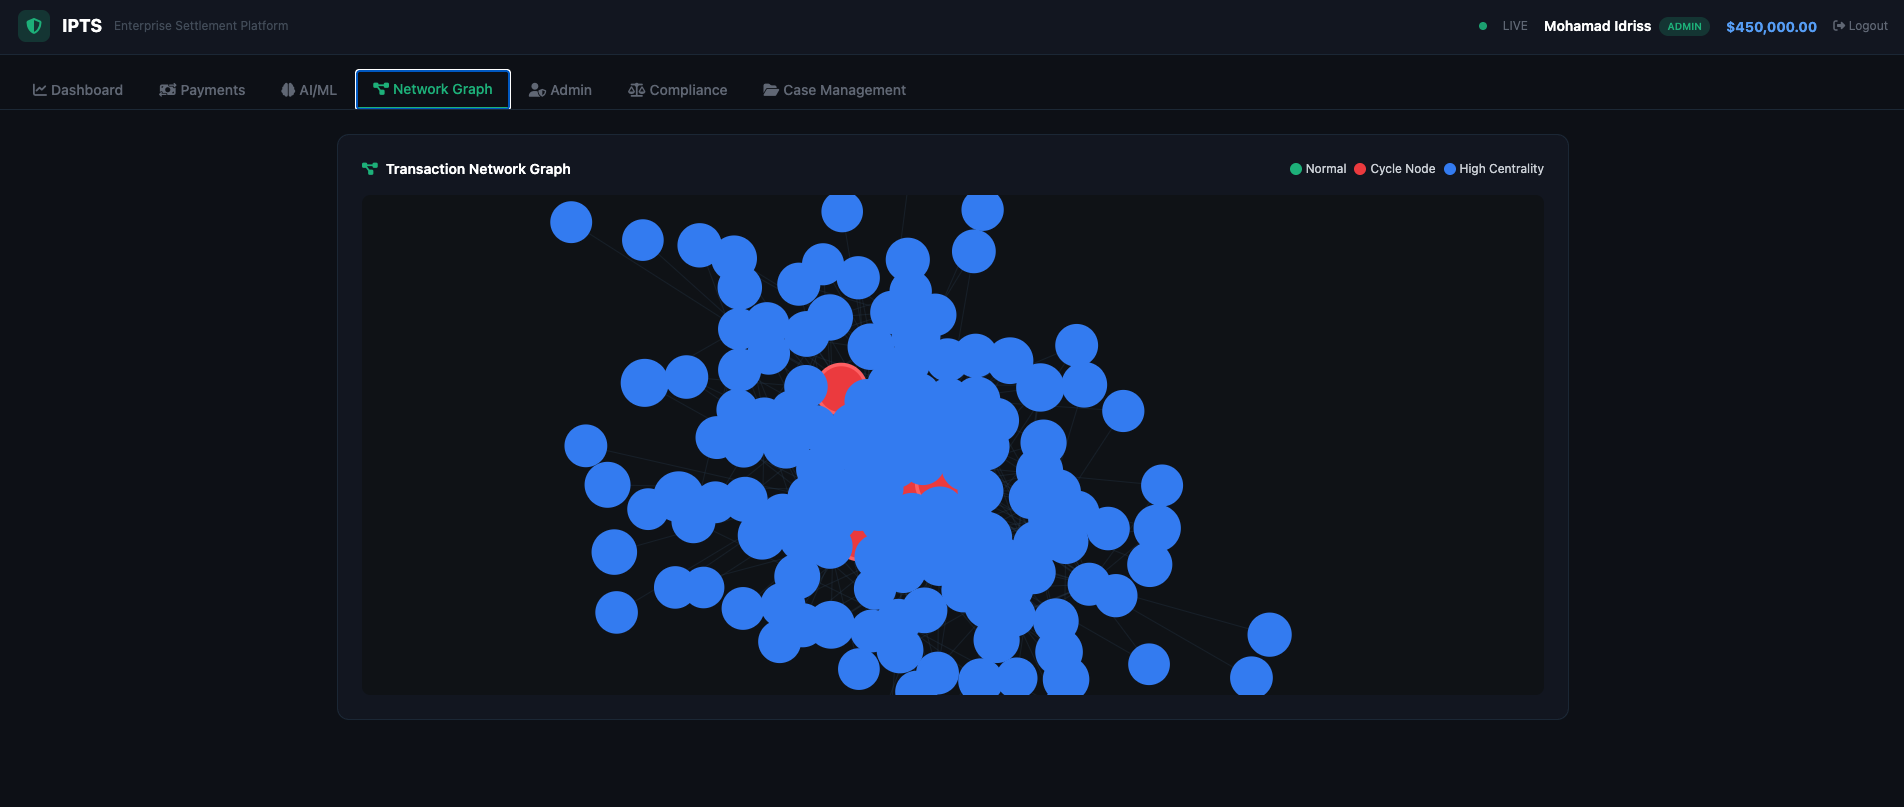 IPTS Enterprise Settlement Platform
LIVE Mohamad Idriss ADMIN $450,000.00 Logout
Dashboard Payments AI/ML Network Graph Admin Compliance Case Management
Transaction Network Graph
Normal Cycle Node High Centrality